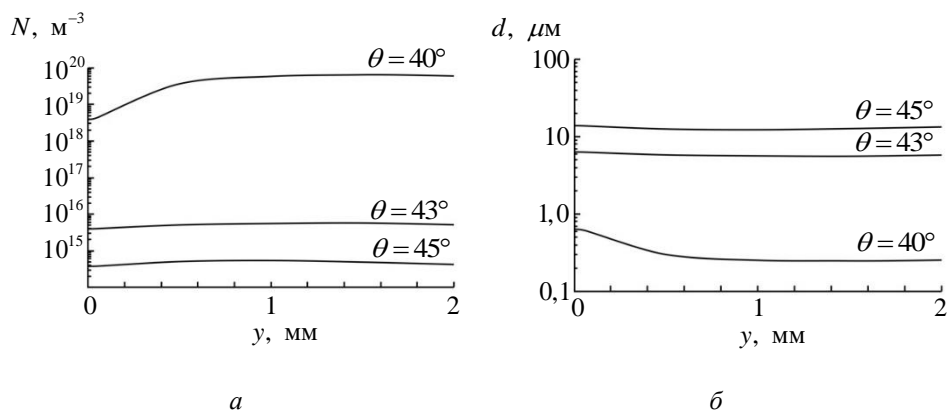 N, м⁻³
10²⁰
10¹⁹
10¹⁸
10¹⁷
10¹⁶
10¹⁵
θ = 40°
θ = 43°
θ = 45°
0 1 2
y, мм
а
d, μм
100
10
1,0
0,1
θ = 45°
θ = 43°
θ = 40°
0 1 2
y, мм
б